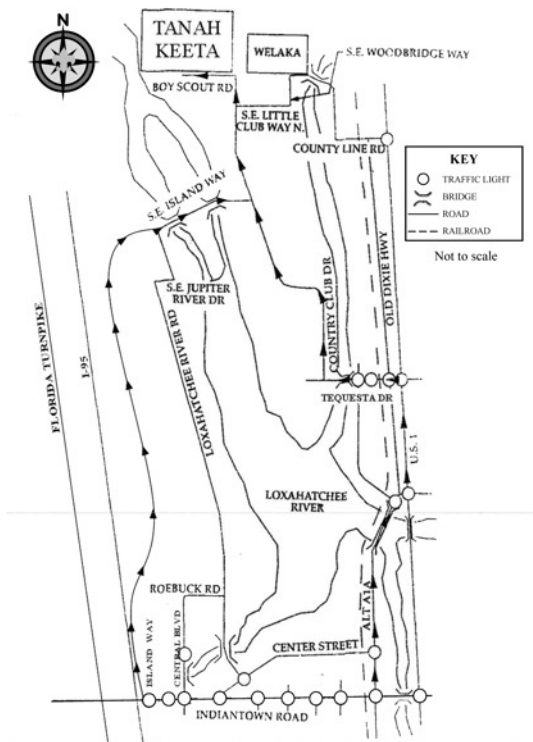 N
TANAH
KEETA
WELAKA
S.E. WOODBRIDGE WAY
BOY SCOUT RD
S.E. LITTLE
CLUB WAY N.
COUNTY LINE RD
KEY
TRAFFIC LIGHT
BRIDGE
ROAD
RAILROAD
Not to scale
S.E. ISLAND WAY
S.E. JUPITER
RIVER DR
COUNTRY CLUB DR
OLD DIXIE HWY
LOXAHATCHEE RIVER RD
FLORIDA TURNPIKE
I-95
TEQUESTA DR
U.S. 1
LOXAHATCHEE
RIVER
ROEBUCK RD
ISLAND WAY
CENTRAL BLVD
CENTER STREET
ALT A1A
INDIANTOWN ROAD